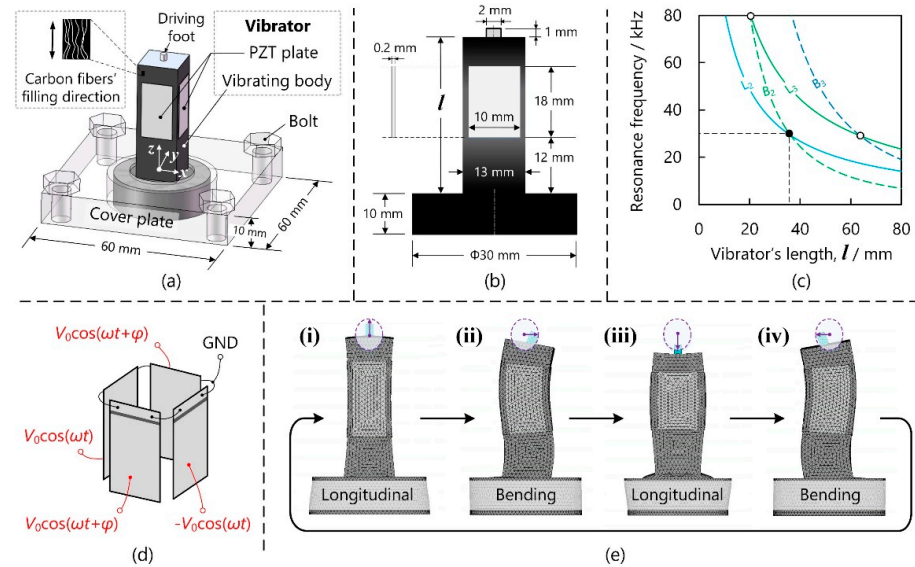 Driving
foot
Vibrator
PZT plate
Vibrating body
Carbon fibers'
filling direction
Bolt
z
y
x
Cover plate
60 mm
10 mm
60 mm
(a)
2 mm
1 mm
0.2 mm
l
18 mm
10 mm
12 mm
13 mm
10 mm
Φ30 mm
(b)
Resonance frequency / kHz
80
60
40
20
0
L2
B2
L3
B3
0 20 40 60 80
Vibrator's length, l / mm
(c)
V0cos(ωt+φ)
GND
V0cos(ωt)
V0cos(ωt+φ)
-V0cos(ωt)
(d)
(i)
(ii)
(iii)
(iv)
Longitudinal
Bending
Longitudinal
Bending
(e)